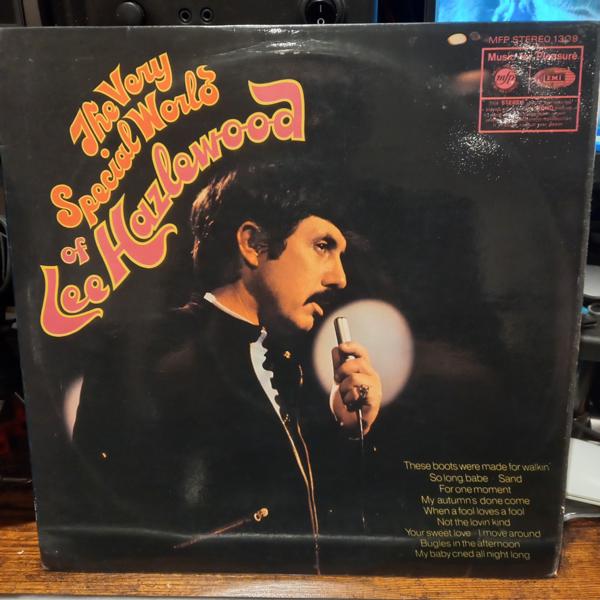 The Very
Special World
of
Lee Hazlewood
MFP STEREO 1309
Music for Pleasure
mfp
EMI
STEREO
These boots were made for walkin'
So long, babe Sand
For one moment
My autumn's done come
When a fool loves a fool
Not the lovin' kind
Your sweet love I move around
Bugles in the afternoon
My baby cried all night long